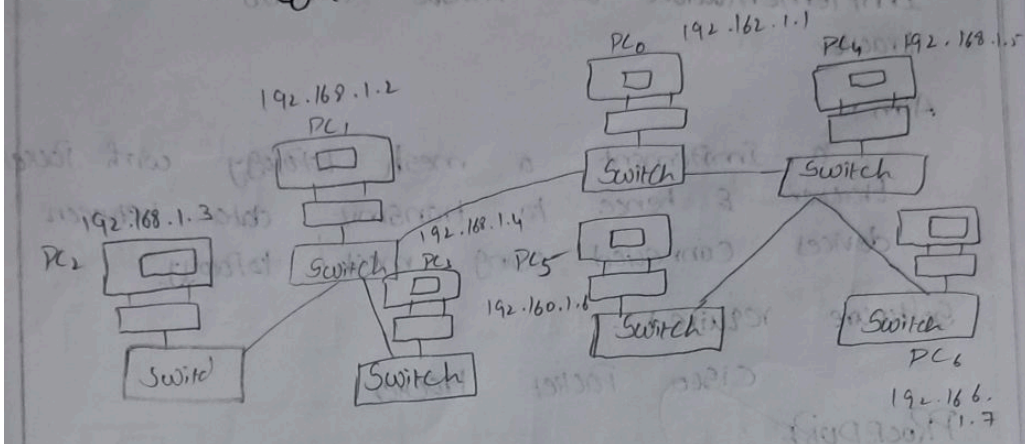 PC0 192.162.1.1
PC4 192.168.1.5
192.168.1.2
PC1
Switch
Switch
192.168.1.3
PC2
192.168.1.4
Switch
PC3
PC5
192.160.1.6
Switch
Switch
Switch
PC6
192.166.
1.7